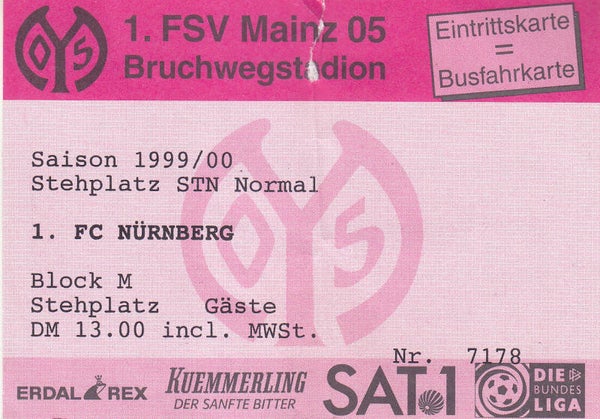 1. FSV Mainz 05
Bruchwegstadion
Eintrittskarte
=
Busfahrkarte
Saison 1999/00
Stehplatz STN Normal
1. FC NÜRNBERG
Block M
Stehplatz Gäste
DM 13.00 incl. MWSt.
Nr. 7178
ERDAL REX
KUEMMERLING
DER SANFTE BITTER
SAT.1
DIE
BUNDES
LIGA